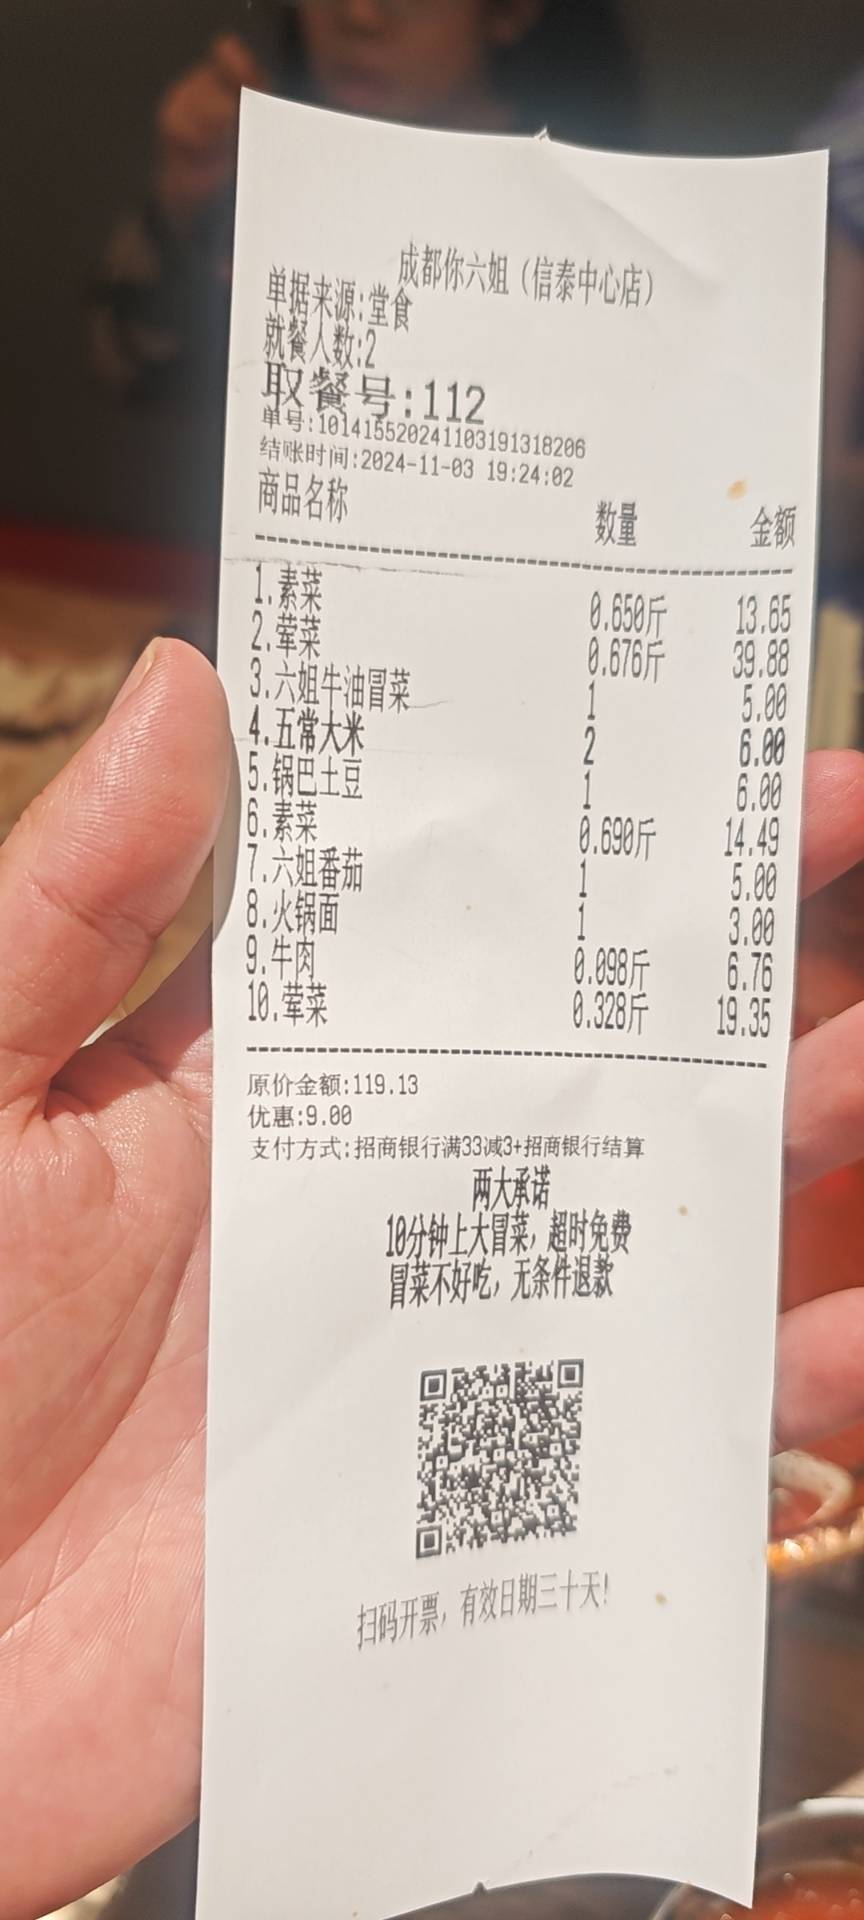 成都你六姐（信泰中心店）
单据来源:堂食
就餐人数:2
取餐号:112
单号:101415520241103191318206
结账时间:2024-11-03 19:24:02
商品名称 数量 金额
1.素菜 0.650斤 13.65
2.荤菜 0.676斤 39.88
3.六姐牛油冒菜 1 5.00
4.五常大米 2 6.00
5.锅巴土豆 1 6.00
6.素菜 0.690斤 14.49
7.六姐番茄 1 5.00
8.火锅面 1 3.00
9.牛肉 0.098斤 6.76
10.荤菜 0.328斤 19.35
原价金额:119.13
优惠:9.00
支付方式:招商银行满33减3+招商银行结算
两大承诺
10分钟上大冒菜，超时免费
冒菜不好吃，无条件退款
扫码开票，有效日期三十天!